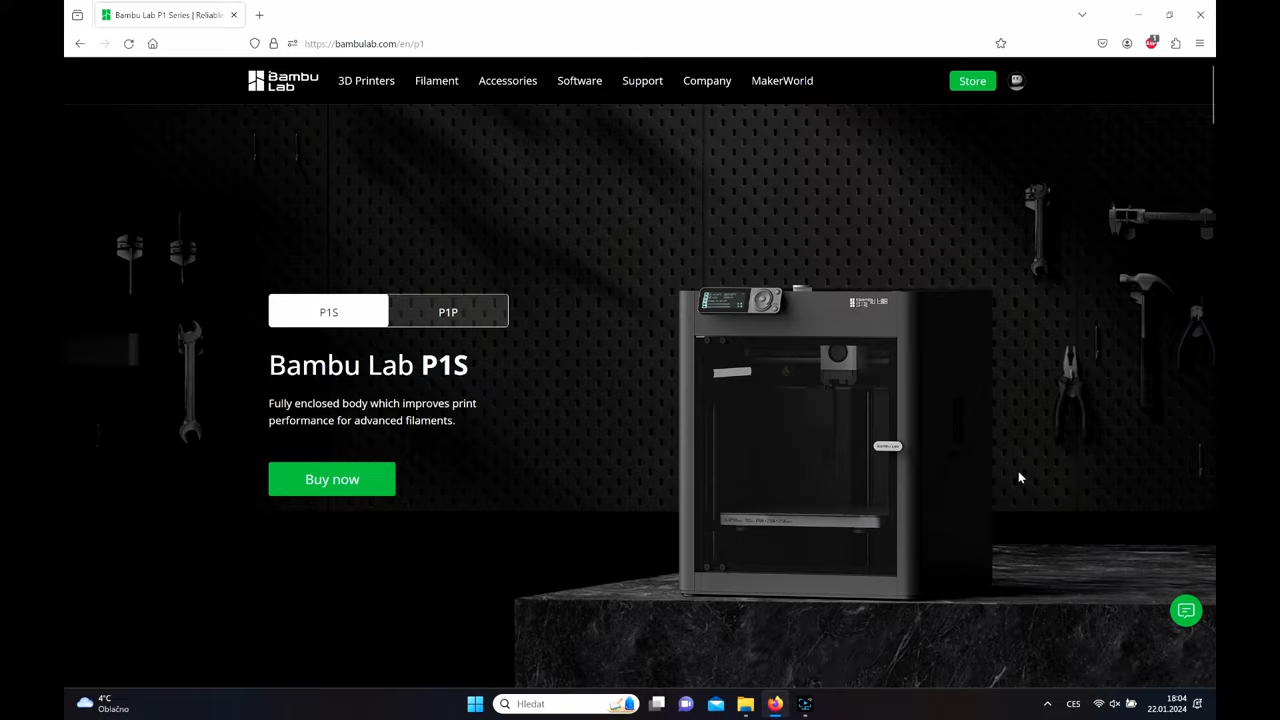 Bambu Lab P1 Series | Reliable
https://bambulab.com/en/p1
Bambu Lab
3D Printers
Filament
Accessories
Software
Support
Company
MakerWorld
Store
P1S
P1P
Bambu Lab P1S
Fully enclosed body which improves print
performance for advanced filaments.
Buy now
4°C
Oblačno
Hledat
CES
18:04
22.01.2024